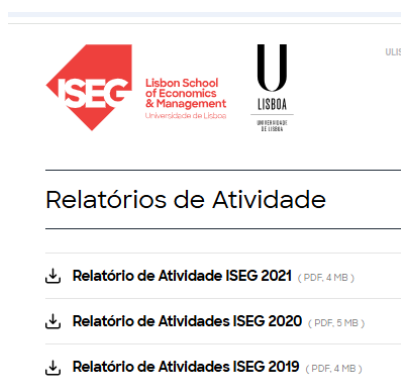 ULIS
ISEG
Lisbon School
of Economics
& Management
Universidade de Lisboa
U
LISBOA
UNIVERSIDADE
DE LISBOA
Relatórios de Atividade
Relatório de Atividade ISEG 2021 ( PDF, 4 MB )
Relatório de Atividades ISEG 2020 ( PDF, 5 MB )
Relatório de Atividades ISEG 2019 ( PDF, 4 MB )